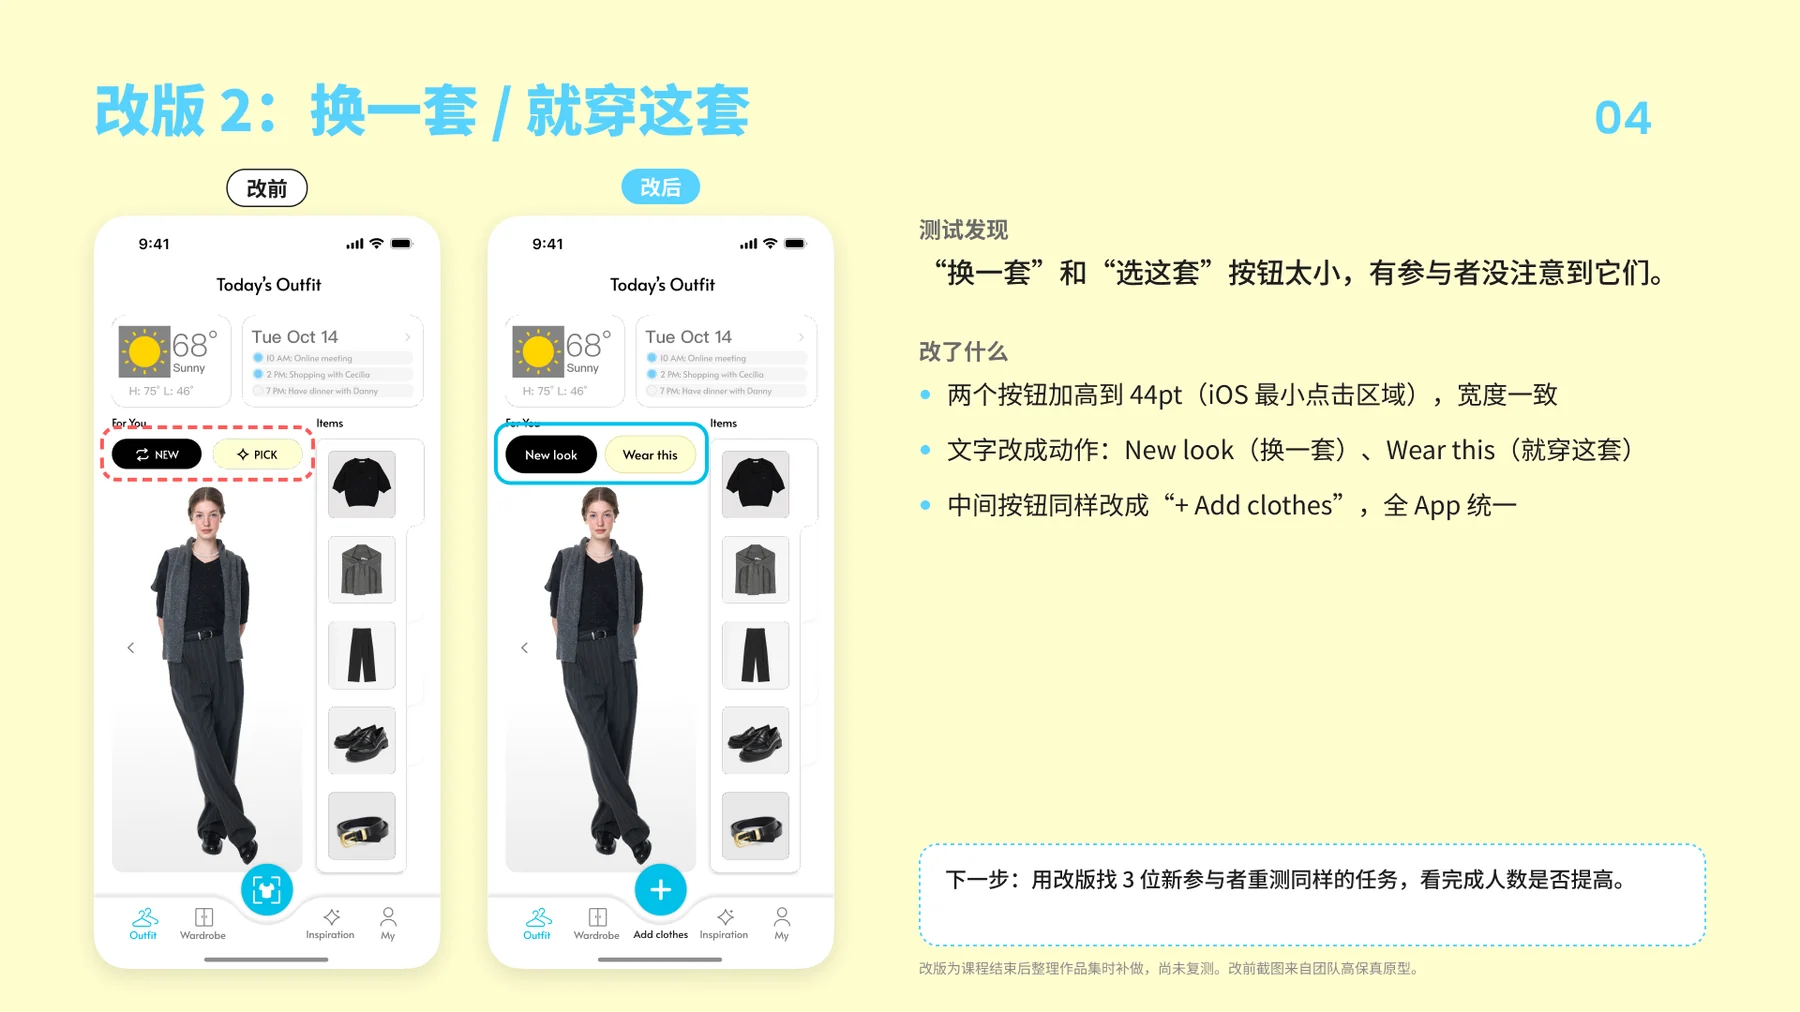 改版 2：换一套 / 就穿这套
04
改前
9:41
Today's Outfit
68°
Sunny
H: 75° L: 46°
Tue Oct 14
10 AM: Online meeting
2 PM: Shopping with Cecilia
7 PM: Have dinner with Danny
For You
Items
NEW
PICK
Outfit
Wardrobe
Inspiration
My
改后
9:41
Today's Outfit
68°
Sunny
H: 75° L: 46°
Tue Oct 14
10 AM: Online meeting
2 PM: Shopping with Cecilia
7 PM: Have dinner with Danny
For You
Items
New look
Wear this
Outfit
Wardrobe
Add clothes
Inspiration
My
测试发现
“换一套”和“选这套”按钮太小，有参与者没注意到它们。
改了什么
• 两个按钮加高到 44pt（iOS 最小点击区域），宽度一致
• 文字改成动作：New look（换一套）、Wear this（就穿这套）
• 中间按钮同样改成“+ Add clothes”，全 App 统一
下一步：用改版找 3 位新参与者重测同样的任务，看完成人数是否提高。
改版为课程结束后整理作品集时补做，尚未复测。改前截图来自团队高保真原型。